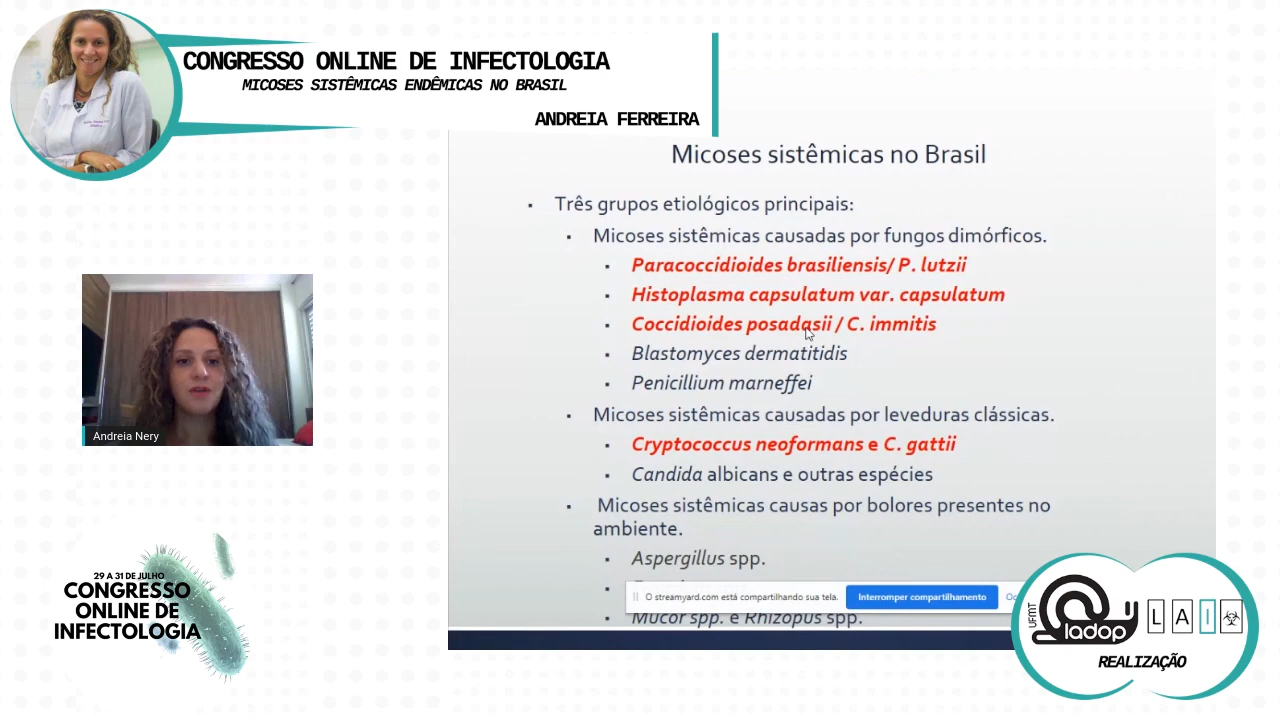 CONGRESSO ONLINE DE INFECTOLOGIA
MICOSES SISTÊMICAS ENDÊMICAS NO BRASIL
ANDREIA FERREIRA
Micoses sistêmicas no Brasil
Três grupos etiológicos principais:
Micoses sistêmicas causadas por fungos dimórficos.
Paracoccidioides brasiliensis/ P. lutzii
Histoplasma capsulatum var. capsulatum
Coccidioides posadasii / C. immitis
Blastomyces dermatitidis
Penicillium marneffei
Micoses sistêmicas causadas por leveduras clássicas.
Cryptococcus neoformans e C. gattii
Candida albicans e outras espécies
Micoses sistêmicas causas por bolores presentes no
ambiente.
Aspergillus spp.
O streamyard.com está compartilhando sua tela.
Interromper compartilhamento
Mucor spp. e Rhizopus spp.
Andreia Nery
29 A 31 DE JULHO
CONGRESSO
ONLINE DE
INFECTOLOGIA
UFMT
ladop
LAI
REALIZAÇÃO